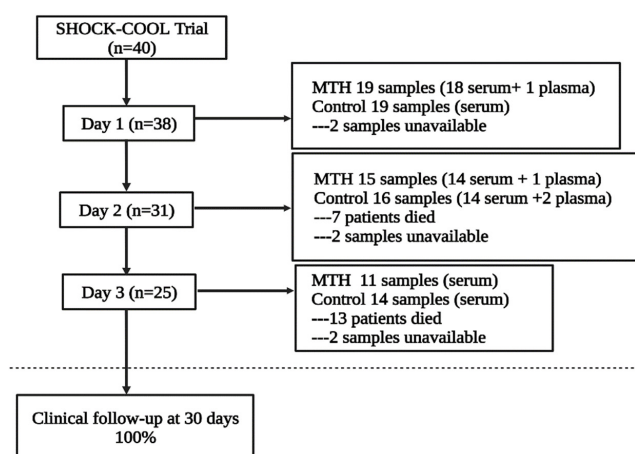 SHOCK-COOL Trial
(n=40)
MTH 19 samples (18 serum+ 1 plasma)
Control 19 samples (serum)
---2 samples unavailable
Day 1 (n=38)
MTH 15 samples (14 serum + 1 plasma)
Control 16 samples (14 serum +2 plasma)
---7 patients died
---2 samples unavailable
Day 2 (n=31)
MTH  11 samples (serum)
Control 14 samples (serum)
---13 patients died
---2 samples unavailable
Day 3 (n=25)
Clinical follow-up at 30 days
100%